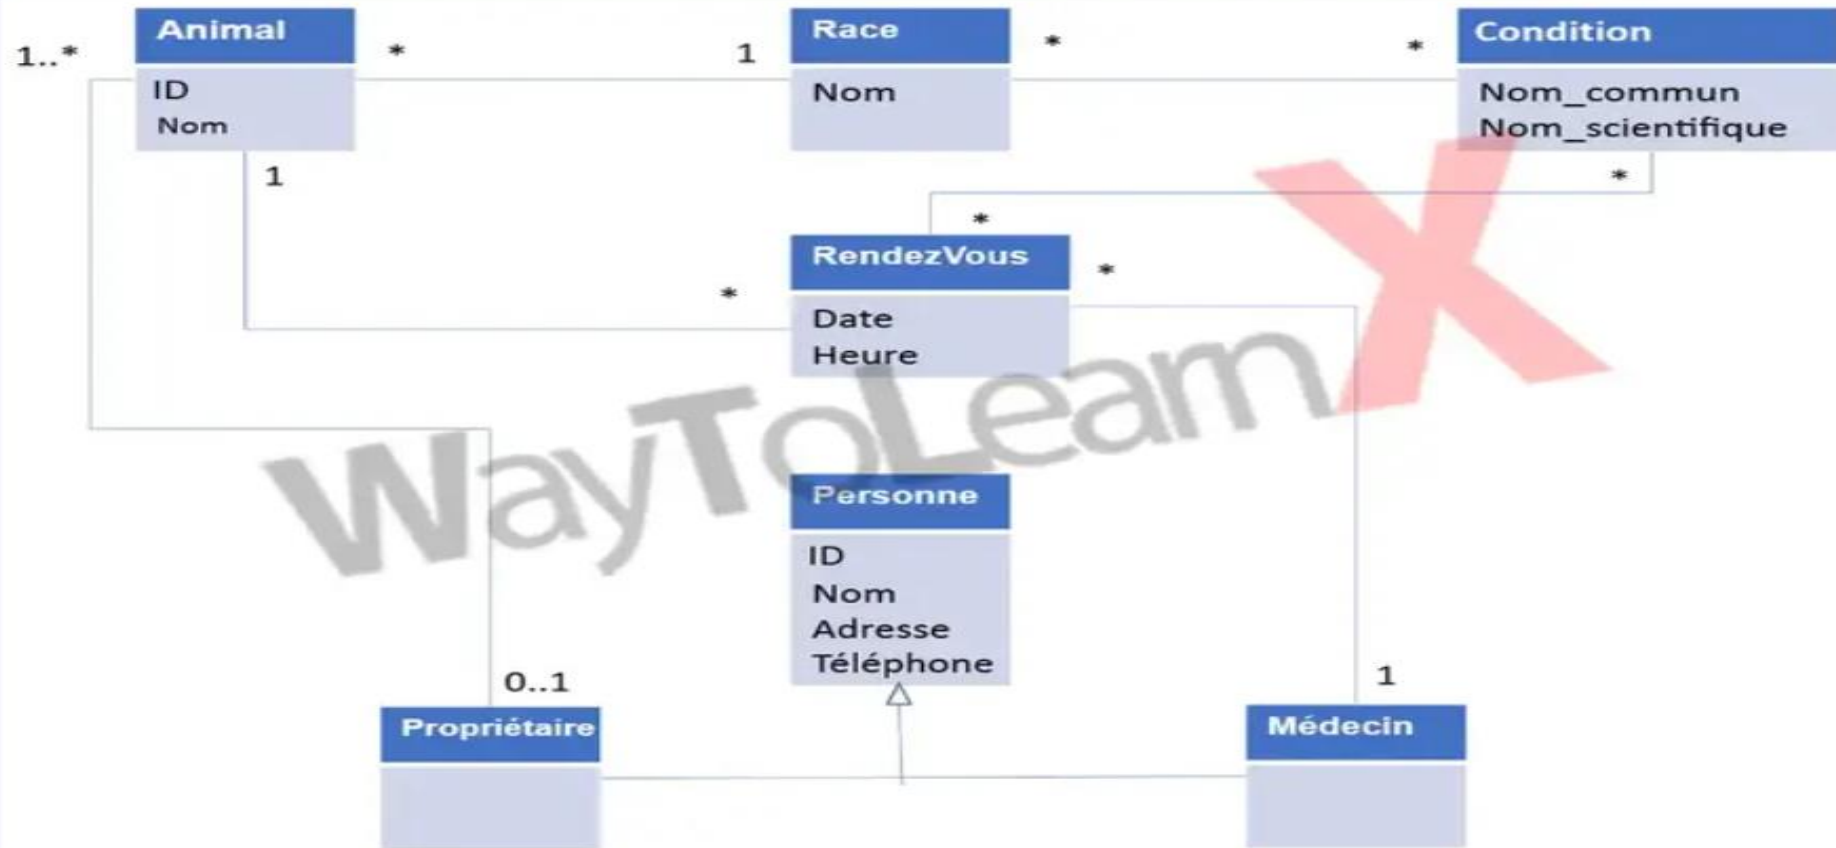 Animal
Race
Condition
1..*
*
1
*
*
ID
Nom
Nom
Nom_commun
Nom_scientifique
1
*
*
RendezVous
*
*
Date
Heure
WayToLearnX
Personne
ID
Nom
Adresse
Téléphone
0..1
1
Propriétaire
Médecin